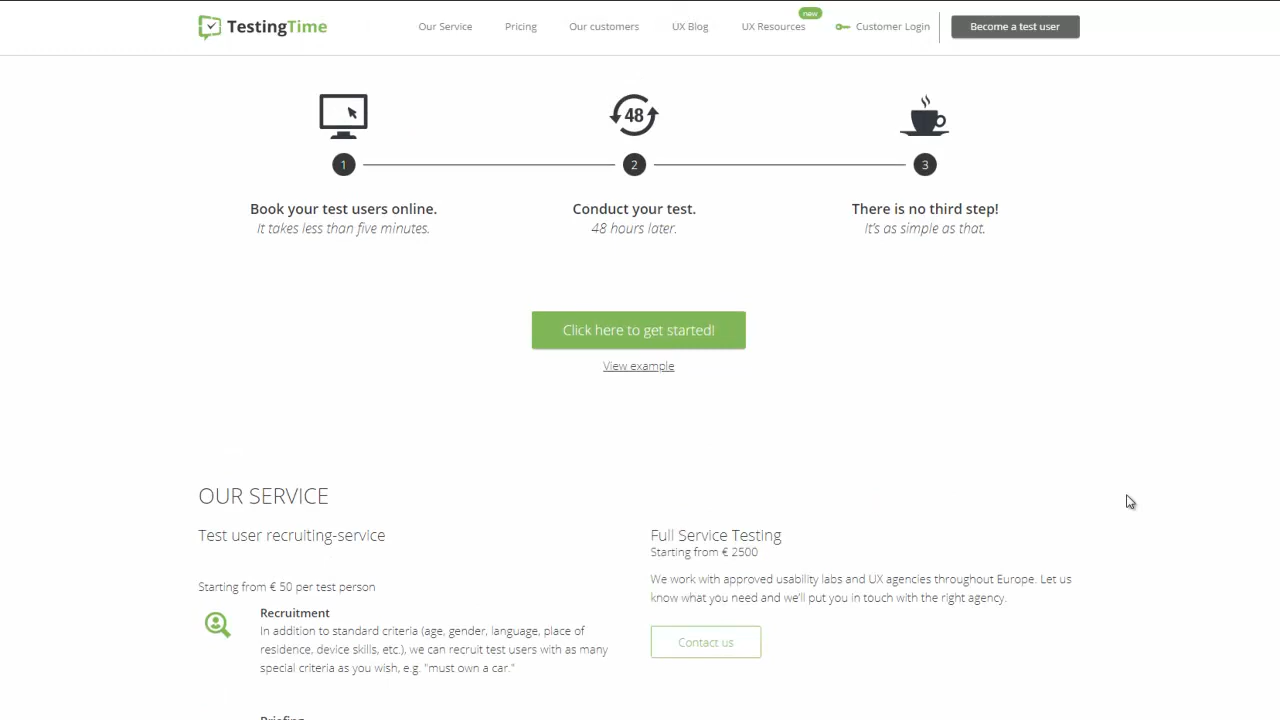 new
TestingTime
Our Service
Pricing
Our customers
UX Blog
UX Resources
Customer Login
Become a test user
48
1
2
3
Book your test users online.
It takes less than five minutes.
Conduct your test.
48 hours later.
There is no third step!
It's as simple as that.
Click here to get started!
View example
OUR SERVICE
Test user recruiting-service
Starting from € 50 per test person
Recruitment
In addition to standard criteria (age, gender, language, place of
residence, device skills, etc.), we can recruit test users with as many
special criteria as you wish, e.g. "must own a car."
Briefing
Full Service Testing
Starting from € 2500
We work with approved usability labs and UX agencies throughout Europe. Let us
know what you need and we'll put you in touch with the right agency.
Contact us